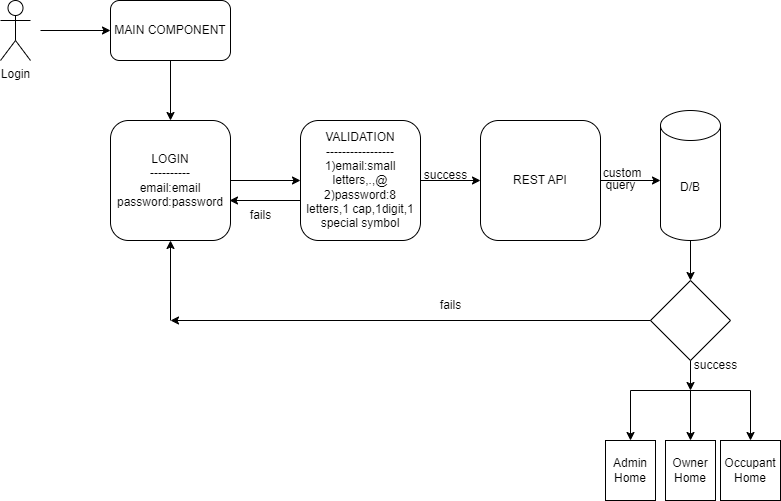 Login
MAIN COMPONENT
LOGIN
----------
email:email
password:password
VALIDATION
-----------------
1)email:small
letters,.,@
2)password:8
letters,1 cap,1digit,1
special symbol
success
fails
REST API
custom
query
D/B
fails
success
Admin
Home
Owner
Home
Occupant
Home